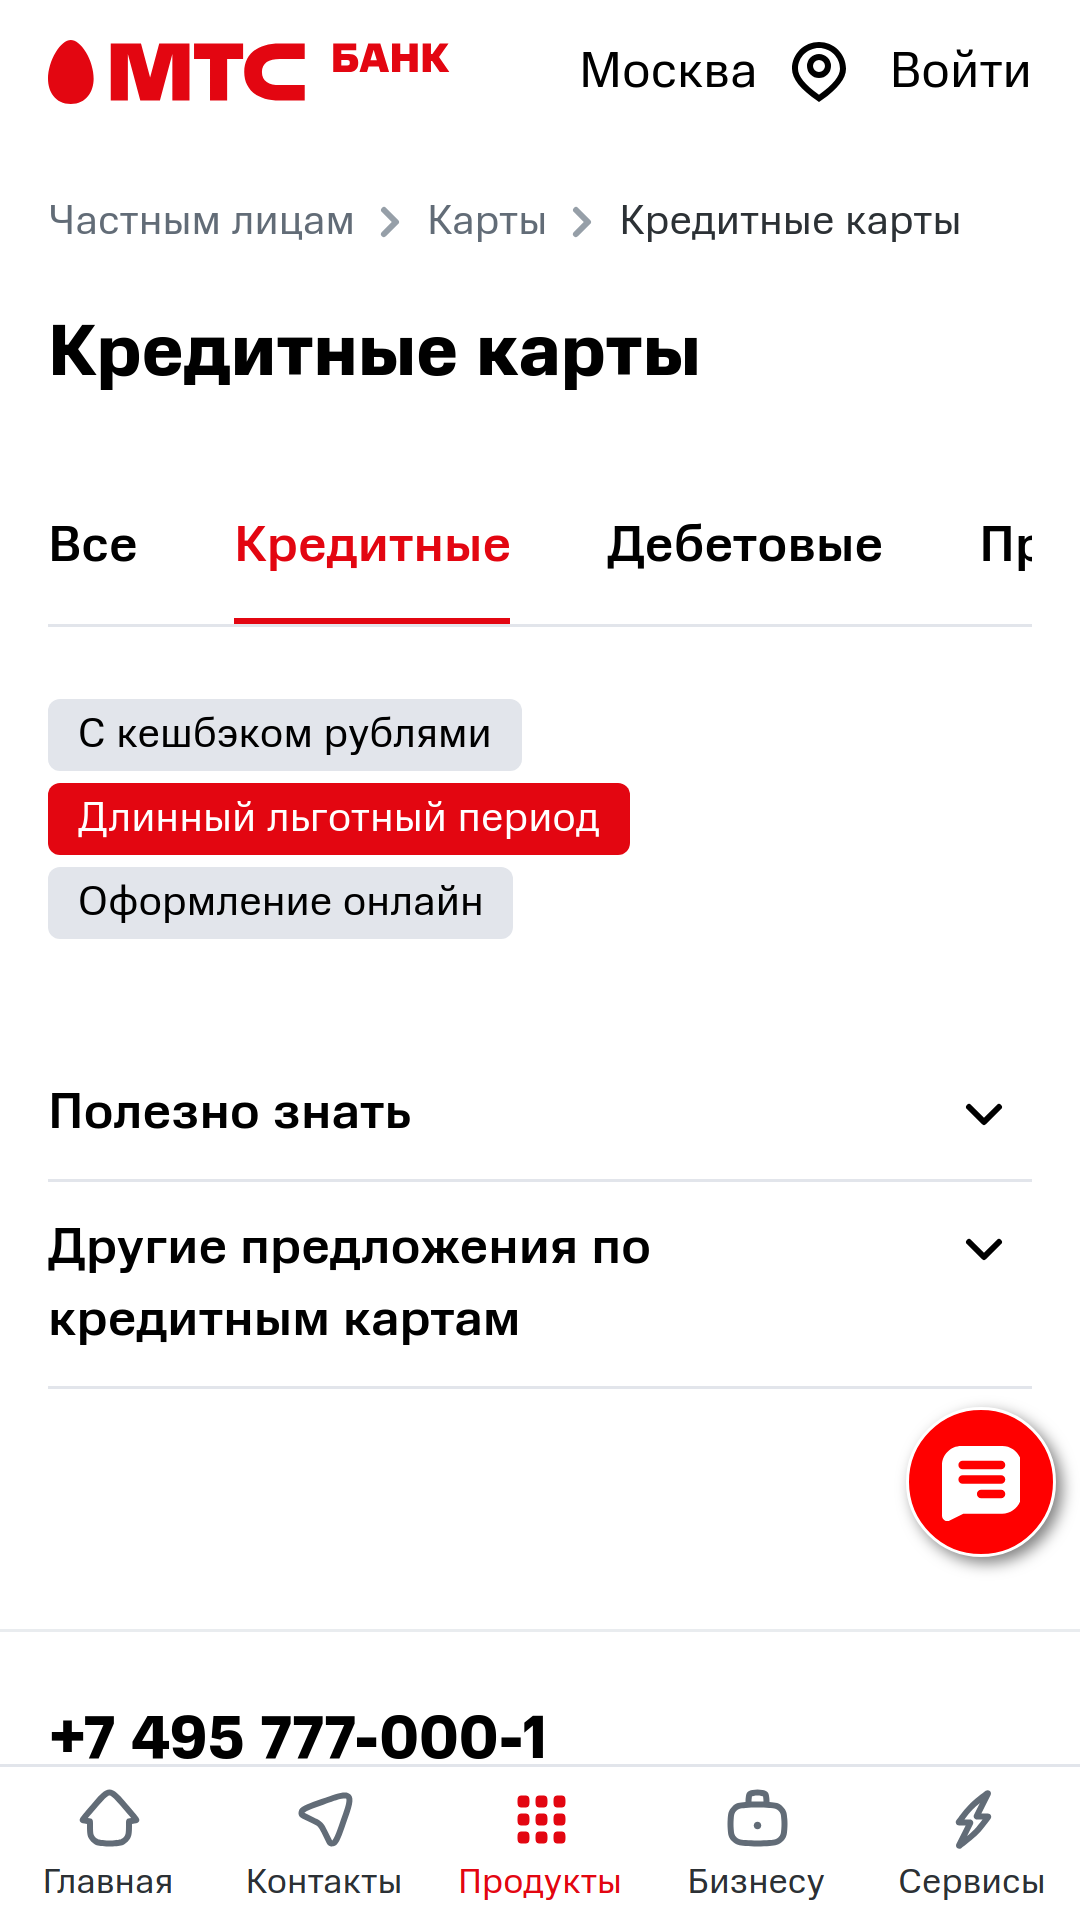 МТС БАНК
Москва
Войти
Частным лицам > Карты > Кредитные карты
Кредитные карты
Все
Кредитные
Дебетовые
Пр
С кешбэком рублями
Длинный льготный период
Оформление онлайн
Полезно знать
Другие предложения по
кредитным картам
+7 495 777-000-1
Главная
Контакты
Продукты
Бизнесу
Сервисы